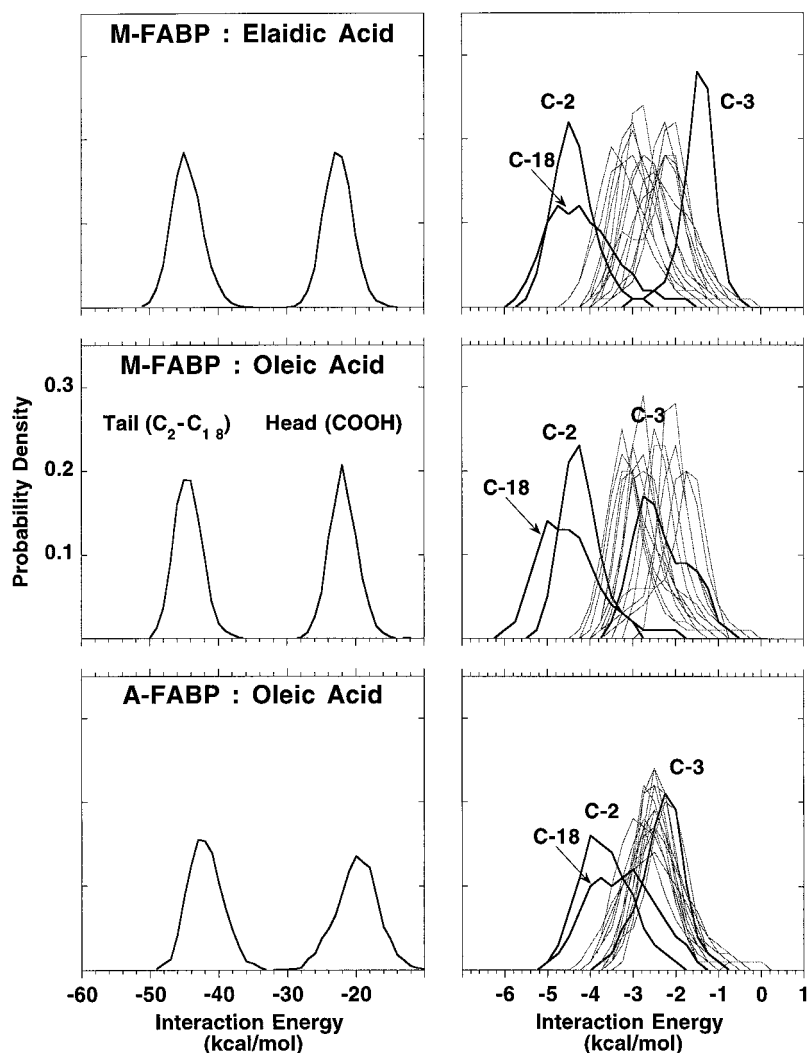 M-FABP : Elaidic Acid
C-2
C-3
C-18
M-FABP : Oleic Acid
Tail (C₂-C₁₈) Head (COOH)
C-3
C-2
C-18
0.3
0.2
0.1
Probability Density
A-FABP : Oleic Acid
C-3
C-2
C-18
-60 -50 -40 -30 -20
Interaction Energy
(kcal/mol)
-6 -5 -4 -3 -2 -1 0 1
Interaction Energy
(kcal/mol)